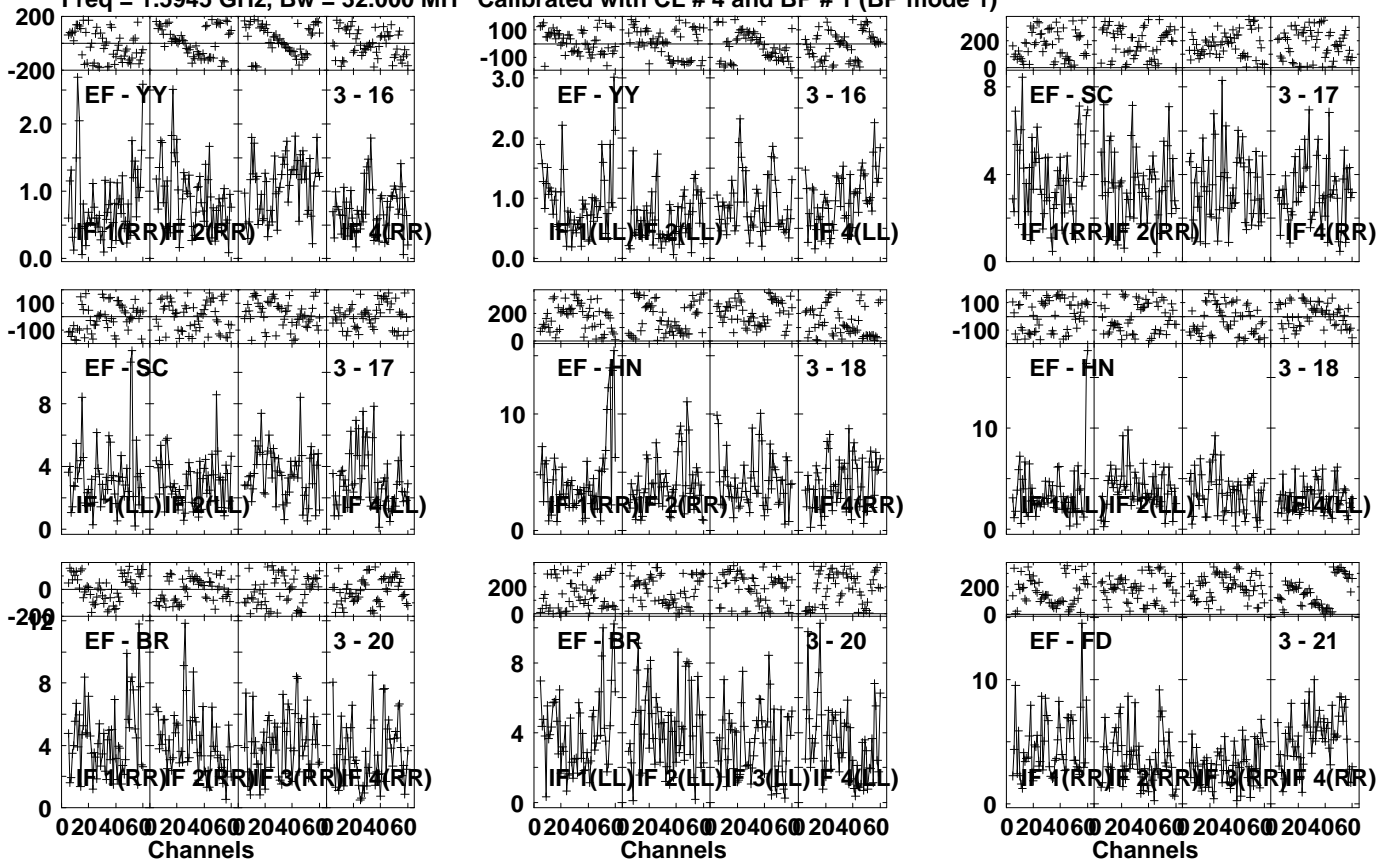 Freq = 1.5945 GHz, Bw = 32.000 MH Calibrated with CL # 4 and BP # 1 (BP mode 1)
200
-200
EF - YY 3 - 16
2.0
1.0
0.0
IF 1(RR) IF 2(RR) IF 4(RR)
100
-100
3.0
EF - YY 3 - 16
2.0
1.0
0.0
IF 1(LL) IF 2(LL) IF 4(LL)
200
0
8
EF - SC 3 - 17
4
0
IF 1(RR) IF 2(RR) IF 4(RR)
100
-100
EF - SC 3 - 17
8
4
0
IF 1(LL) IF 2(LL) IF 4(LL)
200
0
EF - HN 3 - 18
10
0
IF 1(RR) IF 2(RR) IF 4(RR)
100
-100
EF - HN 3 - 18
10
0
IF 1(LL) IF 2(LL) IF 4(LL)
0
-200
12
EF - BR 3 - 20
8
4
0
IF 1(RR) IF 2(RR) IF 3(RR) IF 4(RR)
0 20 40 60 0 20 40 60 0 20 40 60 0 20 40 60
Channels
200
0
EF - BR 3 - 20
8
4
0
IF 1(LL) IF 2(LL) IF 3(LL) IF 4(LL)
0 20 40 60 0 20 40 60 0 20 40 60 0 20 40 60
Channels
200
0
EF - FD 3 - 21
10
0
IF 1(RR) IF 2(RR) IF 3(RR) IF 4(RR)
0 20 40 60 0 20 40 60 0 20 40 60 0 20 40 60
Channels